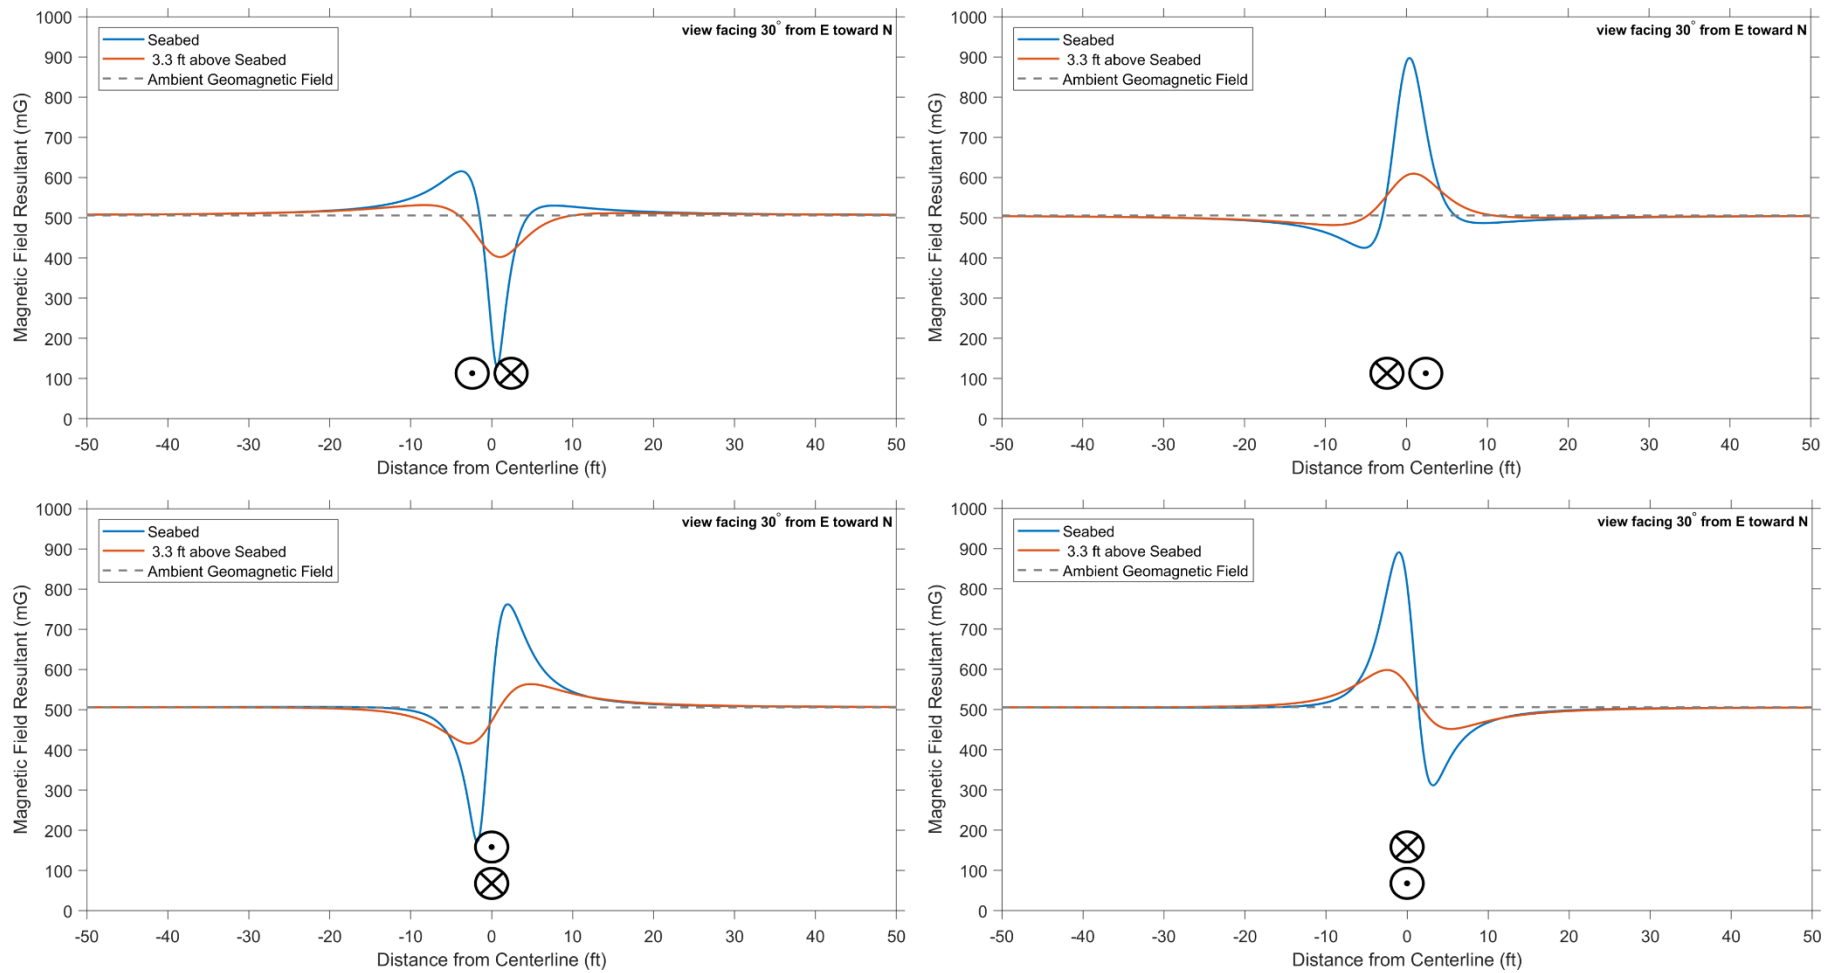 view facing 30° from E toward N
Seabed
3.3 ft above Seabed
Ambient Geomagnetic Field
Magnetic Field Resultant (mG)
1000
900
800
700
600
500
400
300
200
100
0
-50 -40 -30 -20 -10 0 10 20 30 40 50
Distance from Centerline (ft)
view facing 30° from E toward N
Seabed
3.3 ft above Seabed
Ambient Geomagnetic Field
Magnetic Field Resultant (mG)
1000
900
800
700
600
500
400
300
200
100
0
-50 -40 -30 -20 -10 0 10 20 30 40 50
Distance from Centerline (ft)
view facing 30° from E toward N
Seabed
3.3 ft above Seabed
Ambient Geomagnetic Field
Magnetic Field Resultant (mG)
1000
900
800
700
600
500
400
300
200
100
0
-50 -40 -30 -20 -10 0 10 20 30 40 50
Distance from Centerline (ft)
view facing 30° from E toward N
Seabed
3.3 ft above Seabed
Ambient Geomagnetic Field
Magnetic Field Resultant (mG)
1000
900
800
700
600
500
400
300
200
100
0
-50 -40 -30 -20 -10 0 10 20 30 40 50
Distance from Centerline (ft)